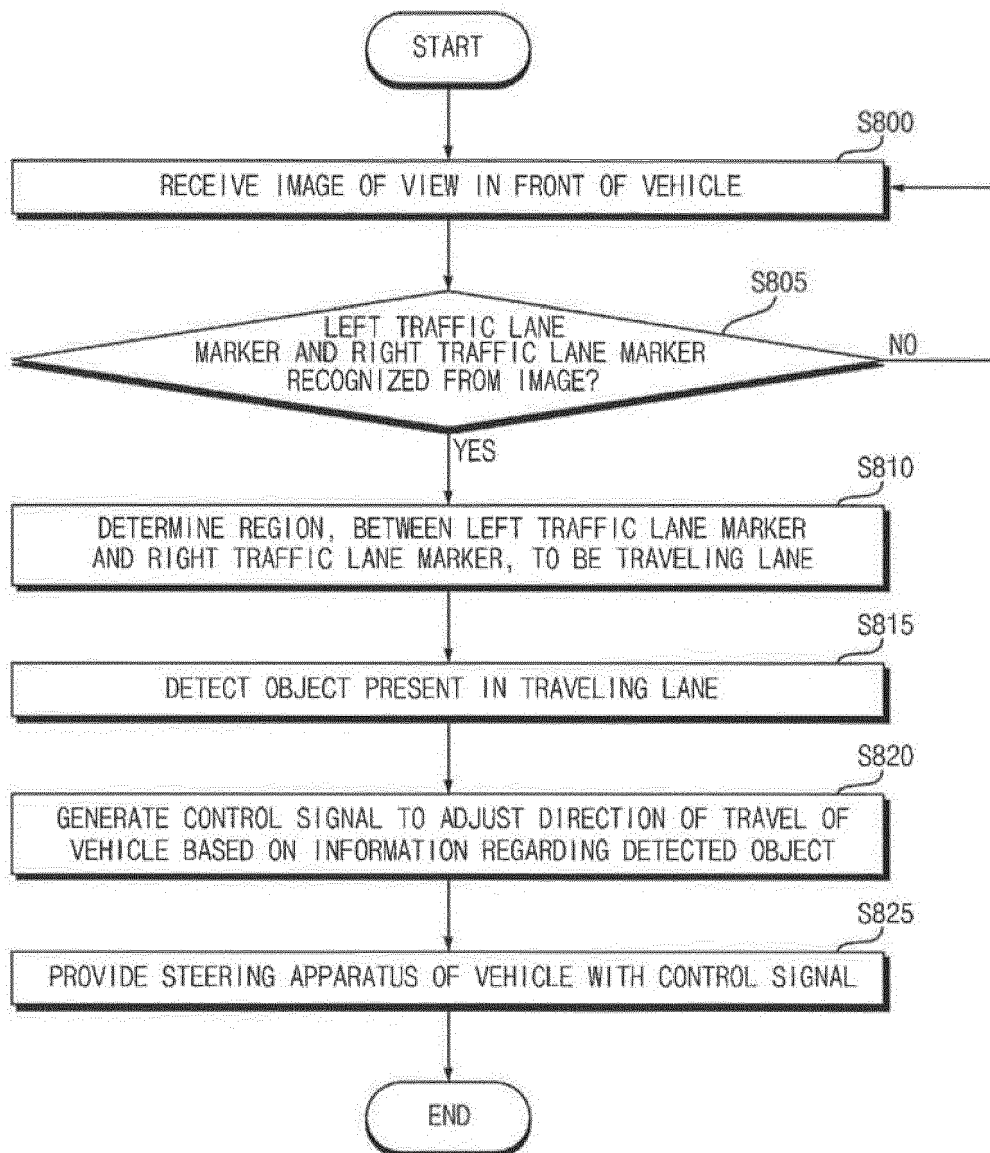 START
S800
RECEIVE IMAGE OF VIEW IN FRONT OF VEHICLE
S805
LEFT TRAFFIC LANE
MARKER AND RIGHT TRAFFIC LANE MARKER
RECOGNIZED FROM IMAGE?
NO
YES
S810
DETERMINE REGION, BETWEEN LEFT TRAFFIC LANE MARKER
AND RIGHT TRAFFIC LANE MARKER, TO BE TRAVELING LANE
S815
DETECT OBJECT PRESENT IN TRAVELING LANE
S820
GENERATE CONTROL SIGNAL TO ADJUST DIRECTION OF TRAVEL OF
VEHICLE BASED ON INFORMATION REGARDING DETECTED OBJECT
S825
PROVIDE STEERING APPARATUS OF VEHICLE WITH CONTROL SIGNAL
END